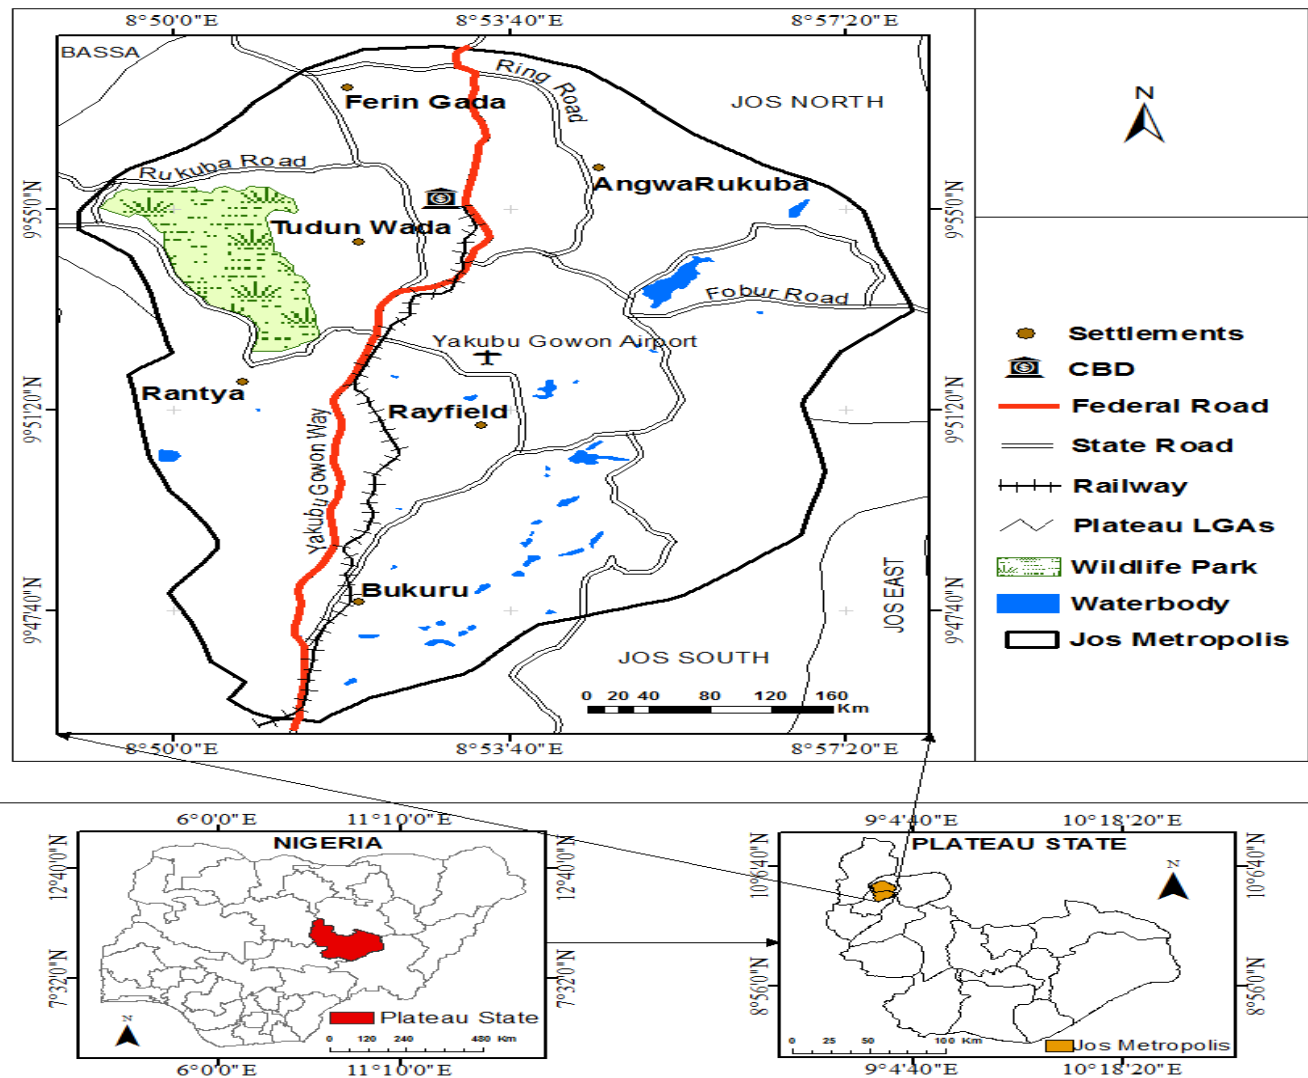 8°50'0"E 8°53'40"E 8°57'20"E
BASSA
Ring Road
Ferin Gada
JOS NORTH
Rukuba Road
AngwaRukuba
9°55'0"N 9°55'0"N
Tudun Wada
Fobur Road
Yakubu Gowon Airport
Rantya
Rayfield
9°51'20"N 9°51'20"N
Yakubu Gowon Way
Bukuru
JOS EAST
9°47'40"N 9°47'40"N
JOS SOUTH
0 20 40 80 120 160
Km
8°50'0"E 8°53'40"E 8°57'20"E
N
Settlements
CBD
Federal Road
State Road
Railway
Plateau LGAs
Wildlife Park
Waterbody
Jos Metropolis
6°0'0"E 11°10'0"E
NIGERIA
12°40'0"N 12°40'0"N
7°32'0"N 7°32'0"N
N
Plateau State
0 120 240 480 Km
6°0'0"E 11°10'0"E
9°4'40"E 10°18'20"E
PLATEAU STATE
10°6'40"N 10°6'40"N
N
8°56'0"N 8°56'0"N
0 25 50 100 Km
Jos Metropolis
9°4'40"E 10°18'20"E